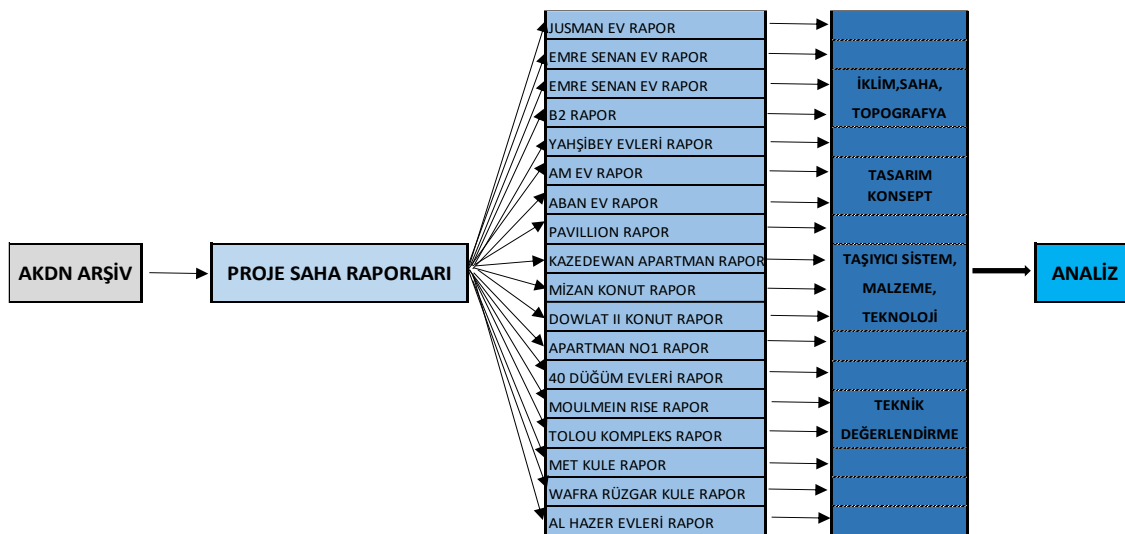 AKDN ARŞİV
PROJE SAHA RAPORLARI
JUSMAN EV RAPOR
EMRE SENAN EV RAPOR
EMRE SENAN EV RAPOR
B2 RAPOR
YAHŞİBEY EVLERİ RAPOR
AM EV RAPOR
ABAN EV RAPOR
PAVILLION RAPOR
KAZEDEWAN APARTMAN RAPOR
MİZAN KONUT RAPOR
DOWLAT II KONUT RAPOR
APARTMAN NO1 RAPOR
40 DÜĞÜM EVLERİ RAPOR
MOULMEIN RISE RAPOR
TOLOU KOMPLEKS RAPOR
MET KULE RAPOR
WAFRA RÜZGAR KULE RAPOR
AL HAZER EVLERİ RAPOR
İKLİM,SAHA,
TOPOGRAFYA
TASARIM
KONSEPT
TAŞIYICI SİSTEM,
MALZEME,
TEKNOLOJİ
TEKNİK
DEĞERLENDİRME
ANALİZ